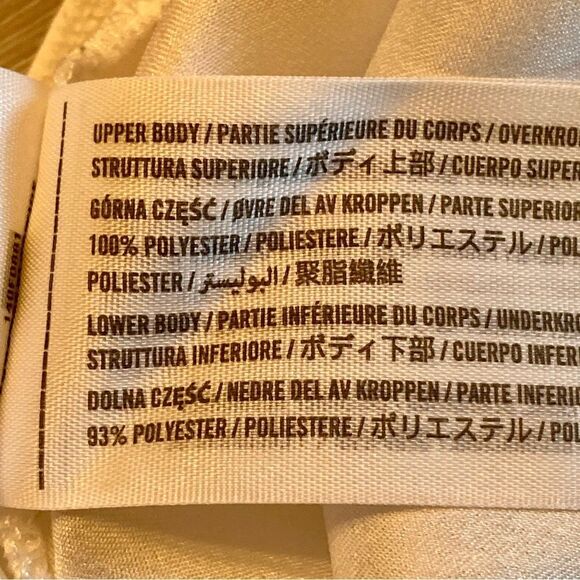 UPPER BODY / PARTIE SUPÉRIEURE DU CORPS / OVERKRO
STRUTTURA SUPERIORE / ボディ上部 / CUERPO SUPER
GÓRNA CZĘŚĆ / ØVRE DEL AV KROPPEN / PARTE SUPERIOR
100% POLYESTER / POLIESTERE / ポリエステル / POL
POLIESTER / البوليستر / 聚脂纖維
LOWER BODY / PARTIE INFÉRIEURE DU CORPS / UNDERKRO
STRUTTURA INFERIORE / ボディ下部 / CUERPO INFER
DOLNA CZĘŚĆ / NEDRE DEL AV KROPPEN / PARTE INFERI
93% POLYESTER / POLIESTERE / ポリエステル / POL